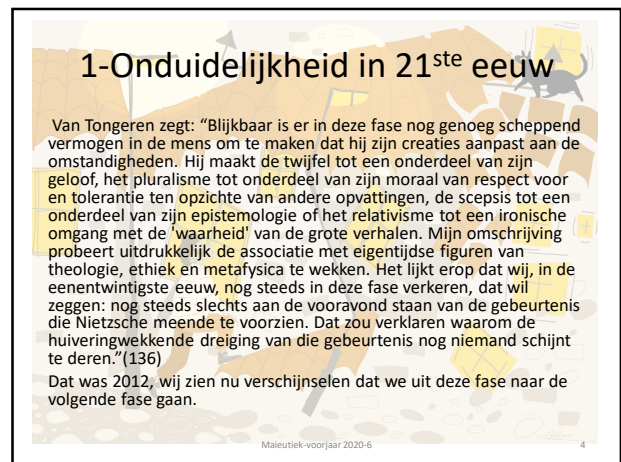 1-Onduidelijkheid in 21ste eeuw
Van Tongeren zegt: “Blijkbaar is er in deze fase nog genoeg scheppend
vermogen in de mens om te maken dat hij zijn creaties aanpast aan de
omstandigheden. Hij maakt de twijfel tot een onderdeel van zijn
geloof, het pluralisme tot onderdeel van zijn moraal van respect voor
en tolerantie ten opzichte van andere opvattingen, de scepsis tot een
onderdeel van zijn epistemologie of het relativisme tot een ironische
omgang met de 'waarheid' van de grote verhalen. Mijn omschrijving
probeert uitdrukkelijk de associatie met eigentijdse figuren van
theologie, ethiek en metafysica te wekken. Het lijkt erop dat wij, in de
eenentwintigste eeuw, nog steeds in deze fase verkeren, dat wil
zeggen: nog steeds slechts aan de vooravond staan van de gebeurtenis
die Nietzsche meende te voorzien. Dat zou verklaren waarom de
huiveringwekkende dreiging van die gebeurtenis nog niemand schijnt
te deren.”(136)
Dat was 2012, wij zien nu verschijnselen dat we uit deze fase naar de
volgende fase gaan.
Maieutiek-voorjaar 2020-6
4